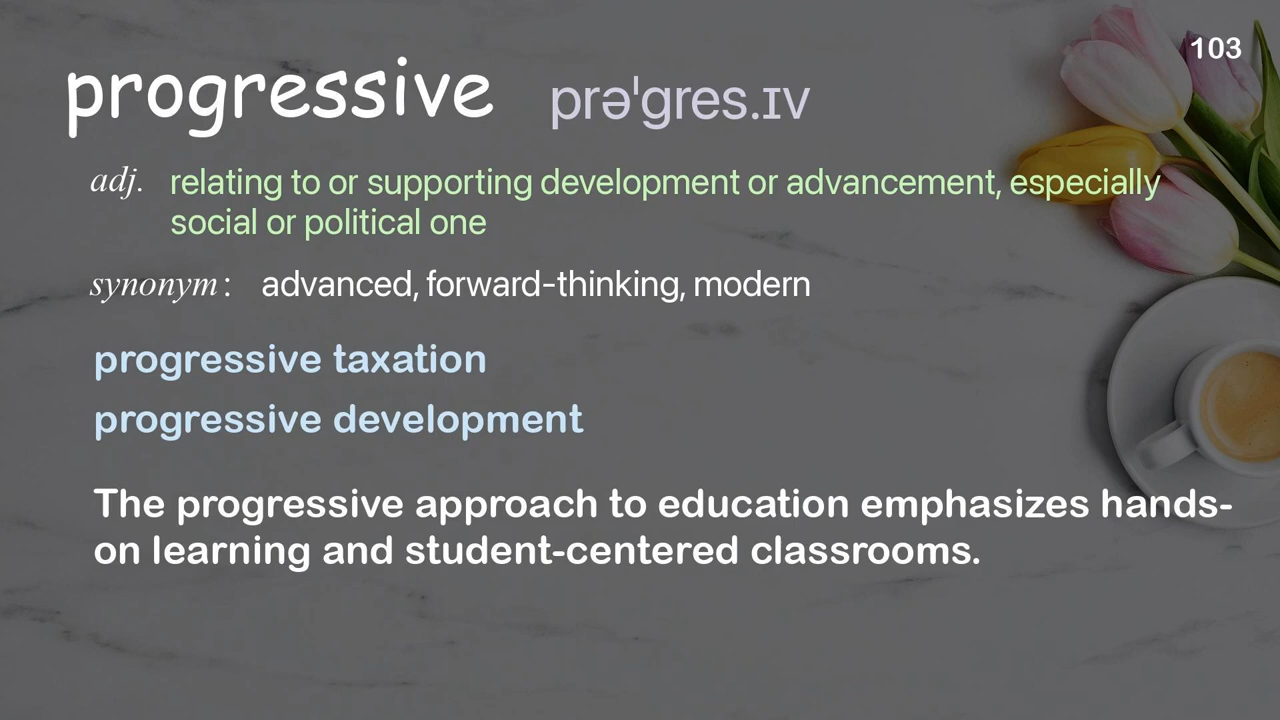 103
progressive prəˈgres.ɪv
adj. relating to or supporting development or advancement, especially
social or political one
synonym: advanced, forward-thinking, modern
progressive taxation
progressive development
The progressive approach to education emphasizes hands-
on learning and student-centered classrooms.